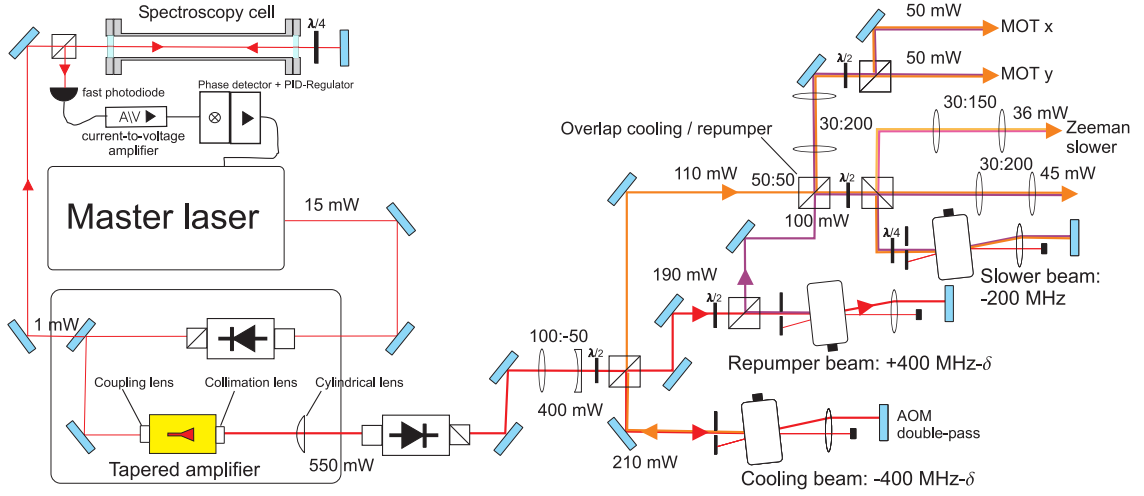 Spectroscopy cell
λ/4
fast photodiode
Phase detector + PID-Regulator
A\V
current-to-voltage
amplifier
Master laser
15 mW
1 mW
Coupling lens
Collimation lens
Cylindrical lens
Tapered amplifier
550 mW
100:-50
λ/2
400 mW
210 mW
110 mW
Overlap cooling / repumper
50:50
100 mW
190 mW
λ/2
30:200
λ/2
50 mW
MOT x
50 mW
MOT y
30:150
36 mW
Zeeman
slower
λ/2
30:200
45 mW
λ/4
Slower beam:
-200 MHz
Repumper beam: +400 MHz-δ
AOM
double-pass
Cooling beam: -400 MHz-δ